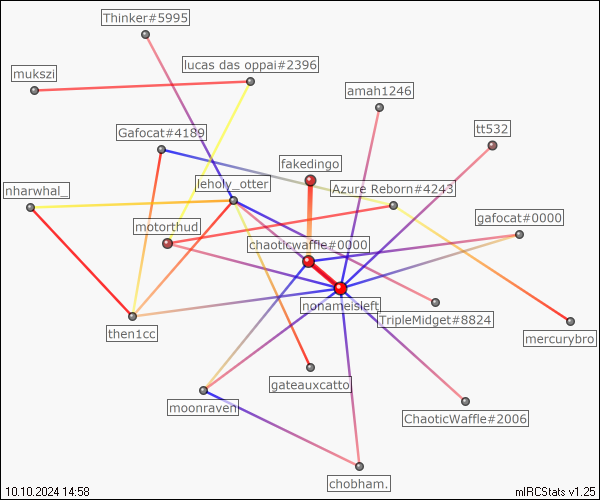 Thinker#5995
lucas das oppai#2396
mukszi
amah1246
tt532
Gafocat#4189
fakedingo
leholy_otter
Azure Reborn#4243
nharwhal_
gafocat#0000
motorthud
chaoticwaffle#0000
nonameisleft
TripleMidget#8824
then1cc
mercurybro
gateauxcatto
moonraven
ChaoticWaffle#2006
chobham.
10.10.2024 14:58
mIRCStats v1.25